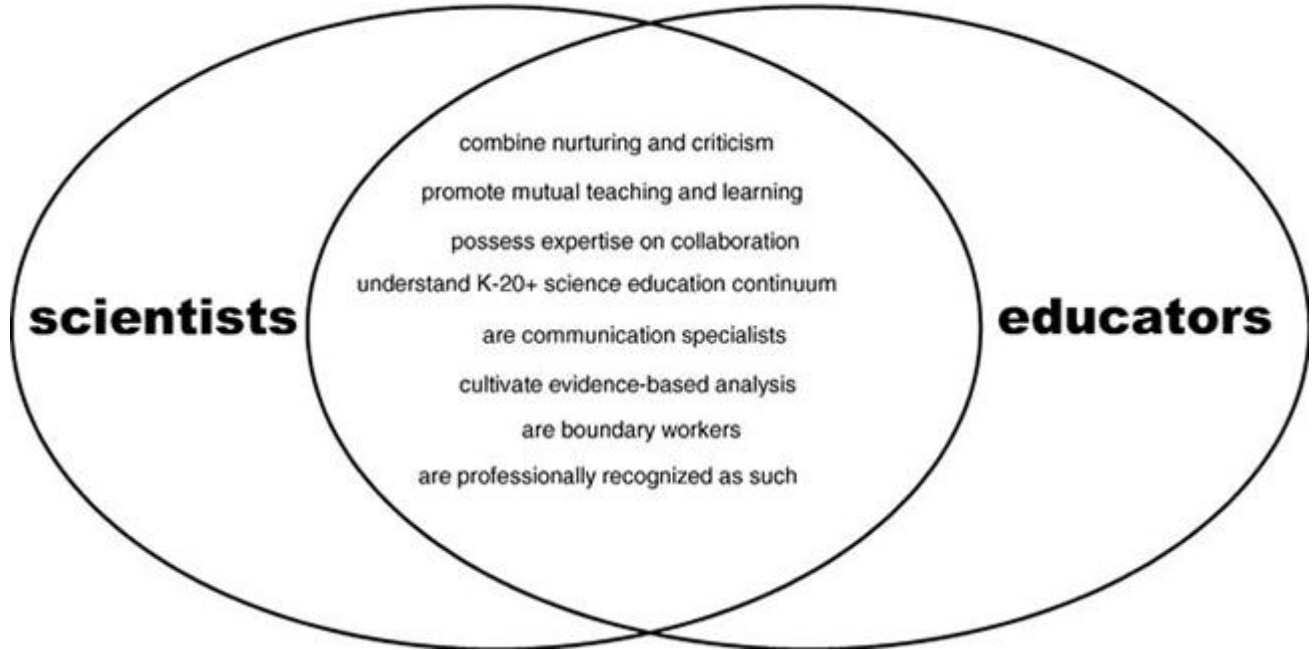 combine nurturing and criticism
promote mutual teaching and learning
possess expertise on collaboration
understand K-20+ science education continuum
scientists
educators
are communication specialists
cultivate evidence-based analysis
are boundary workers
are professionally recognized as such